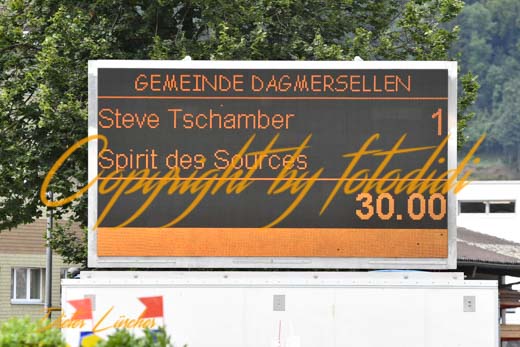 GEMEINDE DAGMERSELLEN
Steve Tschamber 1
Spirit des Sources
Copyright by fotodidi
30.00